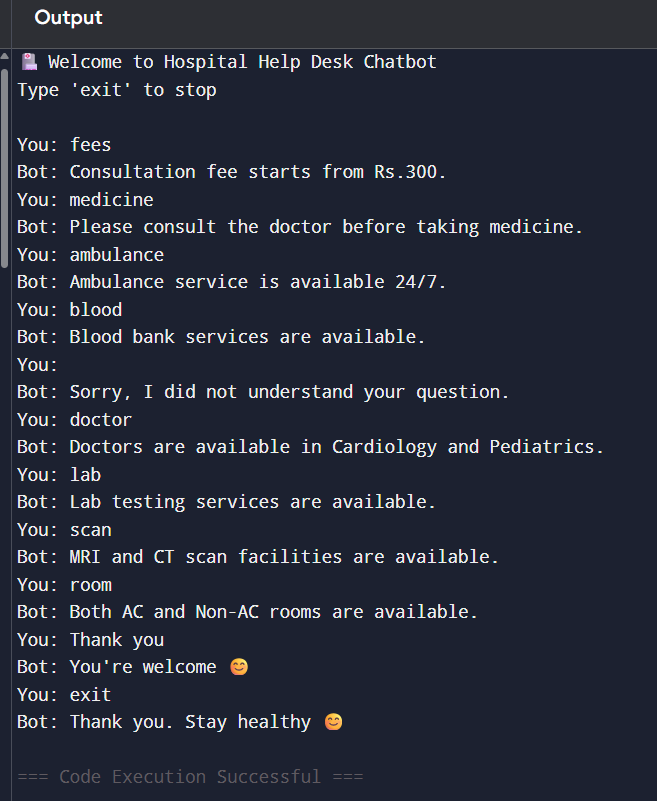 Output
🏥 Welcome to Hospital Help Desk Chatbot
Type 'exit' to stop
You: fees
Bot: Consultation fee starts from Rs.300.
You: medicine
Bot: Please consult the doctor before taking medicine.
You: ambulance
Bot: Ambulance service is available 24/7.
You: blood
Bot: Blood bank services are available.
You:
Bot: Sorry, I did not understand your question.
You: doctor
Bot: Doctors are available in Cardiology and Pediatrics.
You: lab
Bot: Lab testing services are available.
You: scan
Bot: MRI and CT scan facilities are available.
You: room
Bot: Both AC and Non-AC rooms are available.
You: Thank you
Bot: You're welcome 😊
You: exit
Bot: Thank you. Stay healthy 😊
=== Code Execution Successful ===